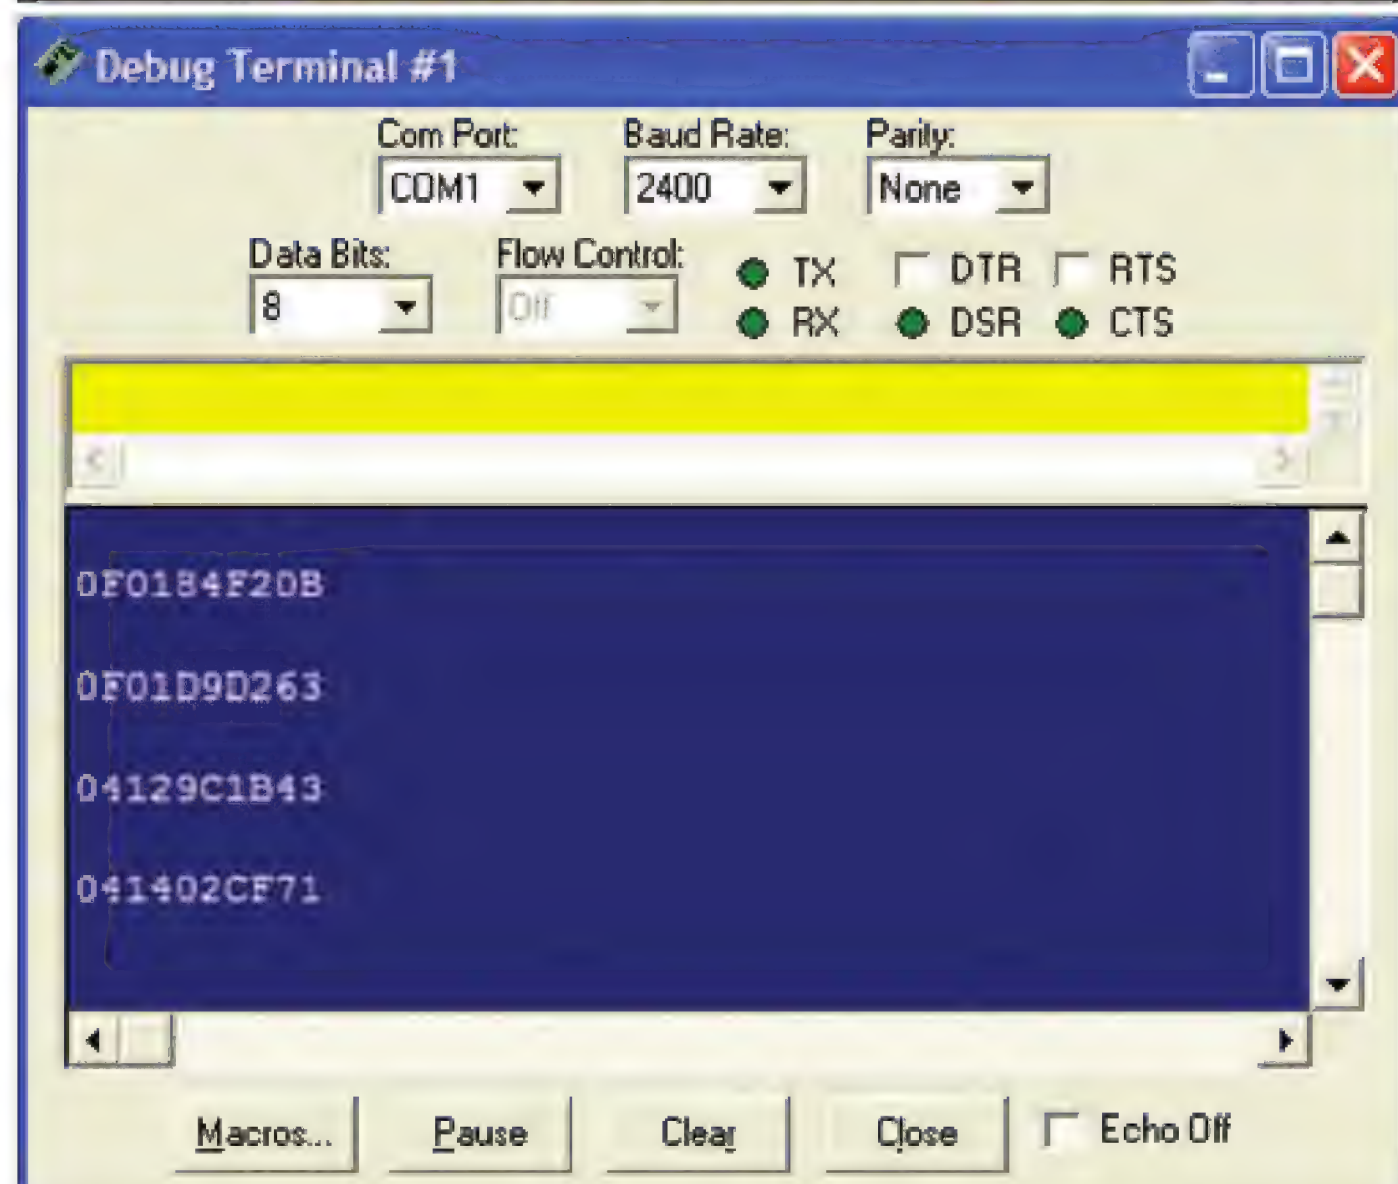 Debug Terminal #1
Com Port: Baud Rate: Parity:
COM1 2400 None
Data Bits: Flow Control: TX DTR RTS
8 Off RX DSR CTS
0F0184F20B
0F01D9D263
04129C1B43
041402CF71
Macros... Pause Clear Close Echo Off